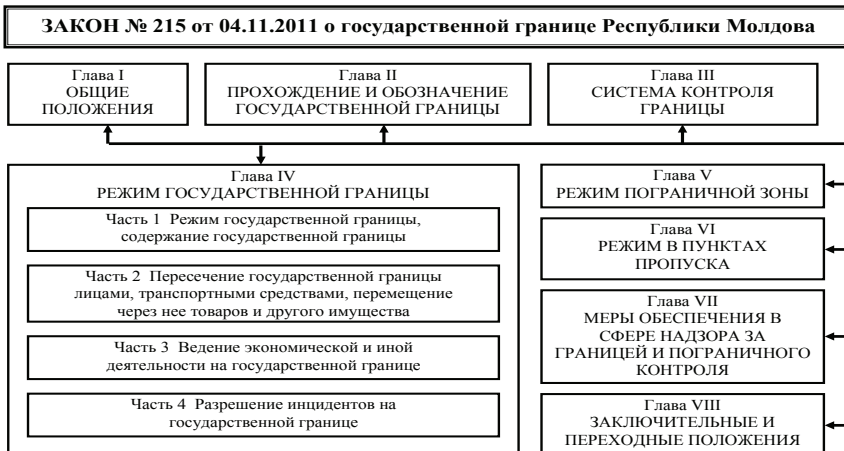 ЗАКОН № 215 от 04.11.2011 о государственной границе Республики Молдова
Глава I
ОБЩИЕ
ПОЛОЖЕНИЯ
Глава II
ПРОХОЖДЕНИЕ И ОБОЗНАЧЕНИЕ
ГОСУДАРСТВЕННОЙ ГРАНИЦЫ
Глава III
СИСТЕМА КОНТРОЛЯ
ГРАНИЦЫ
Глава IV
РЕЖИМ ГОСУДАРСТВЕННОЙ ГРАНИЦЫ
Часть 1 Режим государственной границы,
содержание государственной границы
Часть 2 Пересечение государственной границы
лицами, транспортными средствами, перемещение
через нее товаров и другого имущества
Часть 3 Ведение экономической и иной
деятельности на государственной границе
Часть 4 Разрешение инцидентов на
государственной границе
Глава V
РЕЖИМ ПОГРАНИЧНОЙ ЗОНЫ
Глава VI
РЕЖИМ В ПУНКТАХ
ПРОПУСКА
Глава VII
МЕРЫ ОБЕСПЕЧЕНИЯ В
СФЕРЕ НАДЗОРА ЗА
ГРАНИЦЕЙ И ПОГРАНИЧНОГО
КОНТРОЛЯ
Глава VIII
ЗАКЛЮЧИТЕЛЬНЫЕ И
ПЕРЕХОДНЫЕ ПОЛОЖЕНИЯ